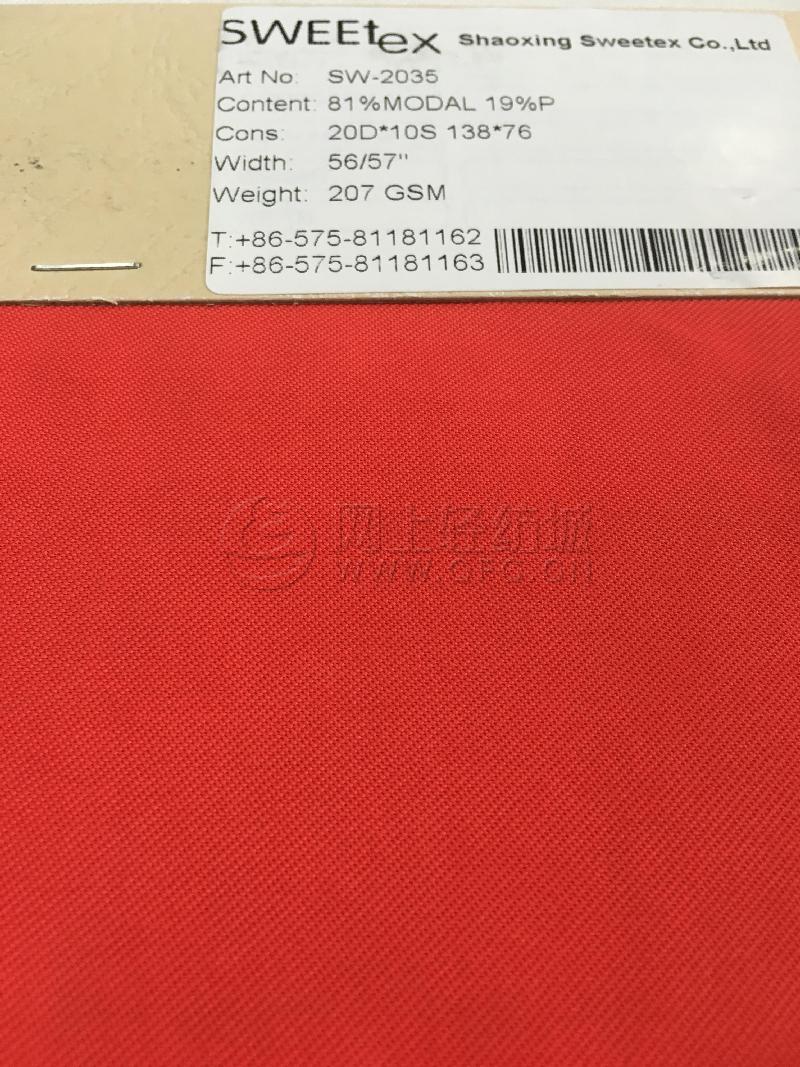 SWEEtex Shaoxing Sweetex Co.,Ltd
Art No: SW-2035
Content: 81%MODAL 19%P
Cons: 20D*10S 138*76
Width: 56/57"
Weight: 207 GSM
T:+86-575-81181162
F:+86-575-81181163
网上轻纺城
WWW.QFC.CN